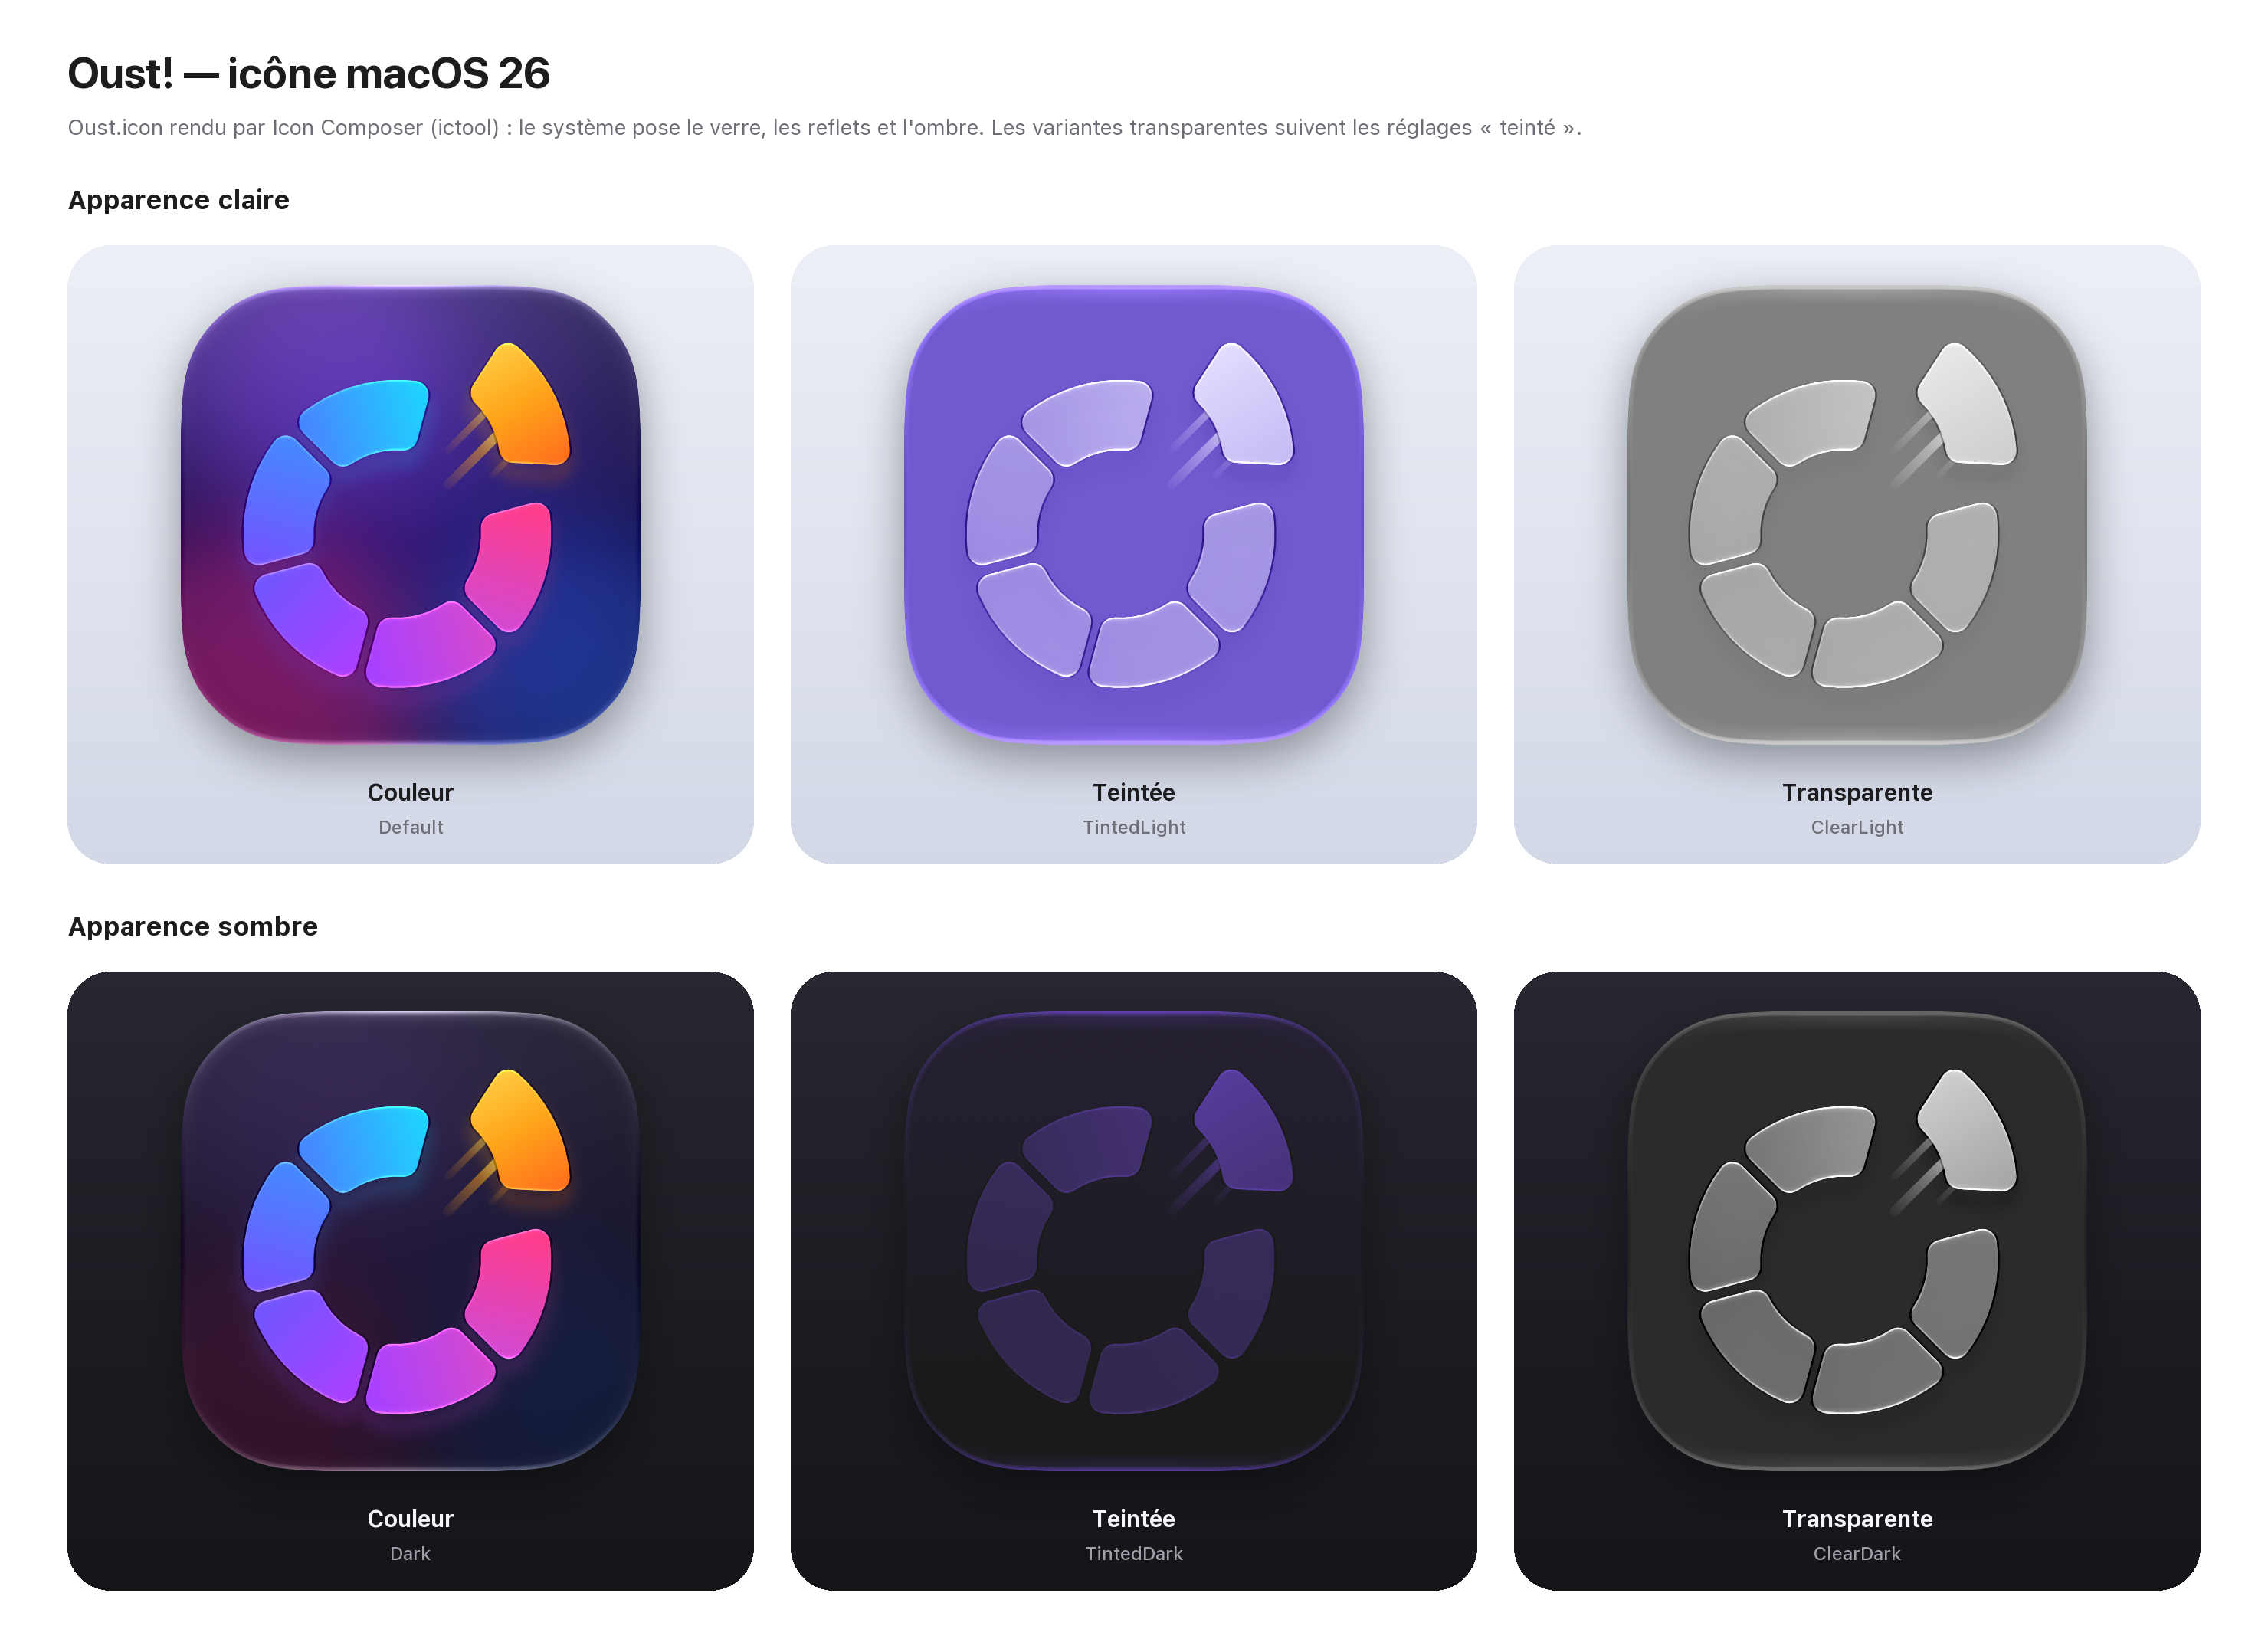 Oust! — icône macOS 26
Oust.icon rendu par Icon Composer (ictool) : le système pose le verre, les reflets et l'ombre. Les variantes transparentes suivent les réglages « teinté ».
Apparence claire
Couleur
Default
Teintée
TintedLight
Transparente
ClearLight
Apparence sombre
Couleur
Dark
Teintée
TintedDark
Transparente
ClearDark